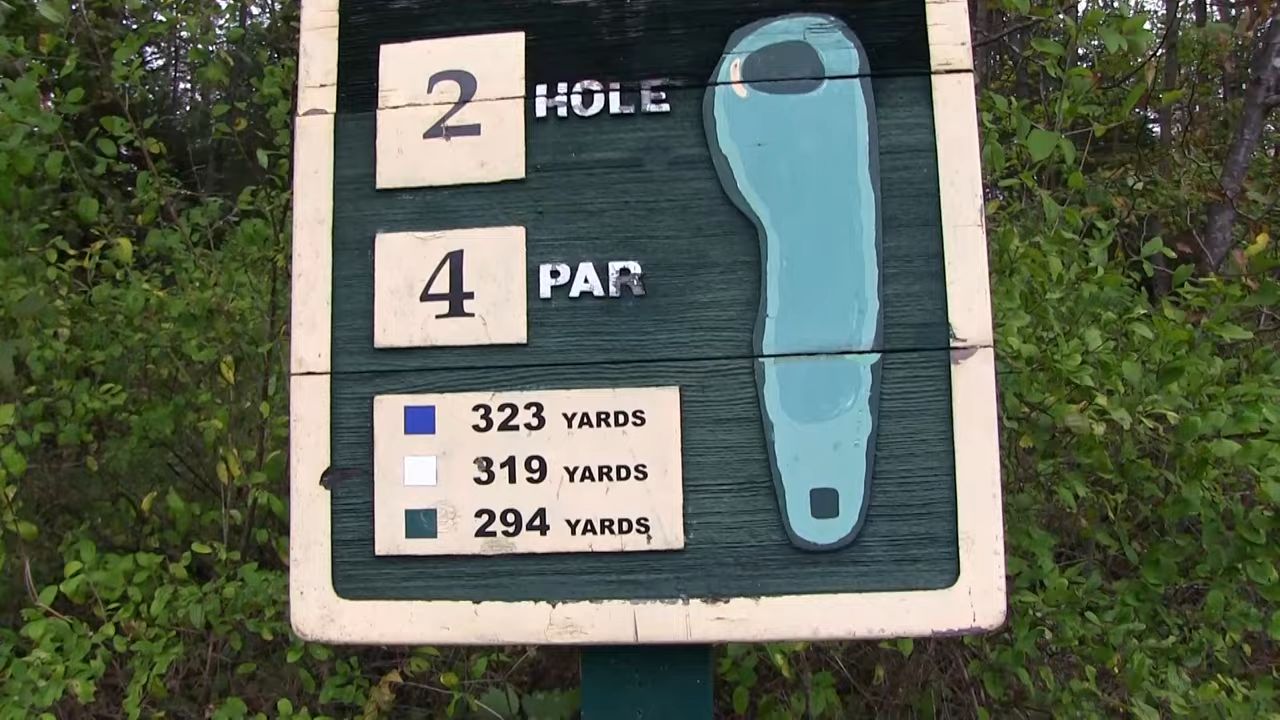 2 HOLE
4 PAR
323 YARDS
319 YARDS
294 YARDS